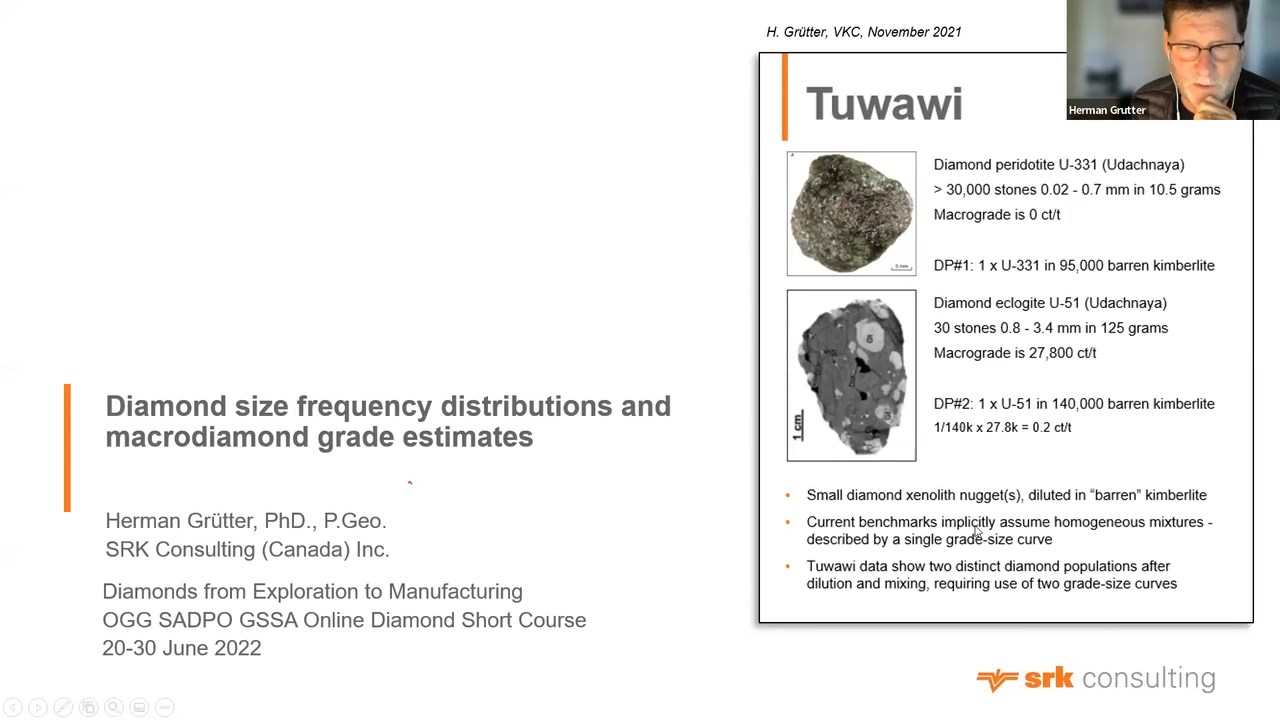 H. Grütter, VKC, November 2021
Herman Grutter
Tuwawi
Diamond peridotite U-331 (Udachnaya)
> 30,000 stones 0.02 - 0.7 mm in 10.5 grams
Macrograde is 0 ct/t
DP#1: 1 x U-331 in 95,000 barren kimberlite
Diamond eclogite U-51 (Udachnaya)
30 stones 0.8 - 3.4 mm in 125 grams
Macrograde is 27,800 ct/t
DP#2: 1 x U-51 in 140,000 barren kimberlite
1/140k x 27.8k = 0.2 ct/t
1 cm
• Small diamond xenolith nugget(s), diluted in “barren” kimberlite
• Current benchmarks implicitly assume homogeneous mixtures -
described by a single grade-size curve
• Tuwawi data show two distinct diamond populations after
dilution and mixing, requiring use of two grade-size curves
Diamond size frequency distributions and
macrodiamond grade estimates
Herman Grütter, PhD., P.Geo.
SRK Consulting (Canada) Inc.
Diamonds from Exploration to Manufacturing
OGG SADPO GSSA Online Diamond Short Course
20-30 June 2022
srk consulting